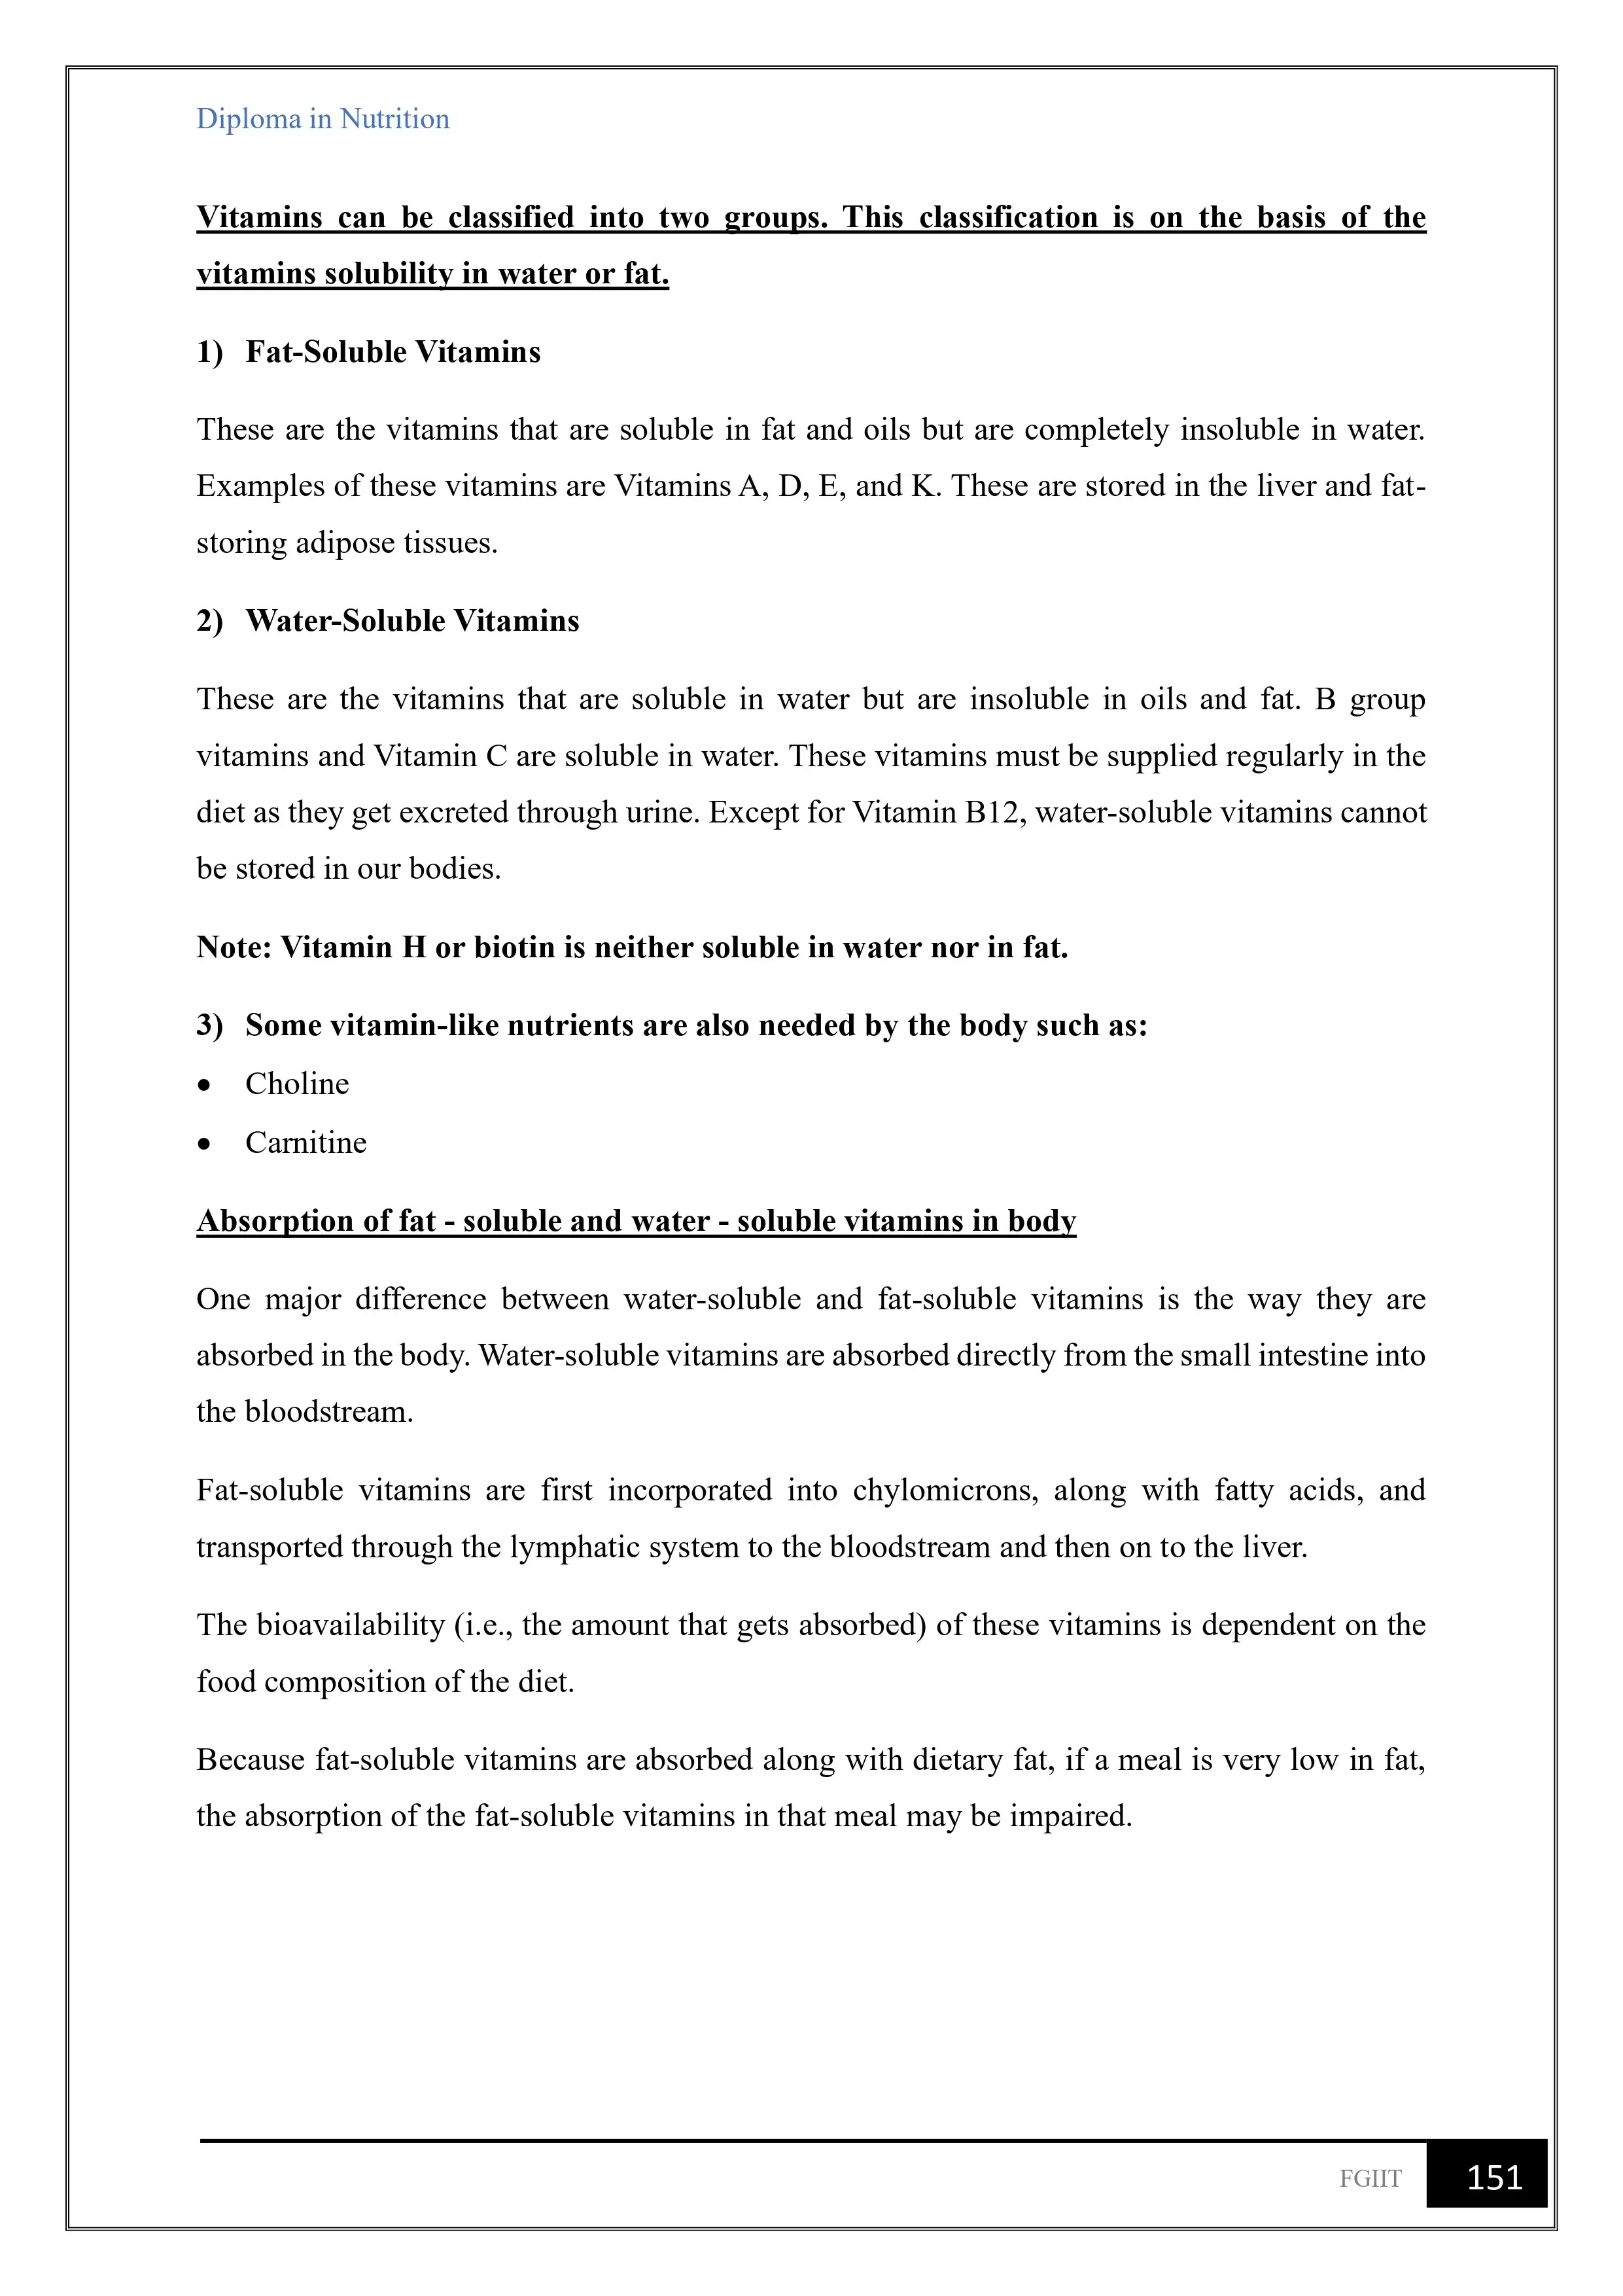 Diploma in Nutrition
Vitamins can be classified into two groups. This classification is on the basis of the
vitamins solubility in water or fat.
1) Fat-Soluble Vitamins
These are the vitamins that are soluble in fat and oils but are completely insoluble in water.
Examples of these vitamins are Vitamins A, D, E, and K. These are stored in the liver and fat-
storing adipose tissues.
2) Water-Soluble Vitamins
These are the vitamins that are soluble in water but are insoluble in oils and fat. B group
vitamins and Vitamin C are soluble in water. These vitamins must be supplied regularly in the
diet as they get excreted through urine. Except for Vitamin B12, water-soluble vitamins cannot
be stored in our bodies.
Note: Vitamin H or biotin is neither soluble in water nor in fat.
3) Some vitamin-like nutrients are also needed by the body such as:
• Choline
• Carnitine
Absorption of fat - soluble and water - soluble vitamins in body
One major difference between water-soluble and fat-soluble vitamins is the way they are
absorbed in the body. Water-soluble vitamins are absorbed directly from the small intestine into
the bloodstream.
Fat-soluble vitamins are first incorporated into chylomicrons, along with fatty acids, and
transported through the lymphatic system to the bloodstream and then on to the liver.
The bioavailability (i.e., the amount that gets absorbed) of these vitamins is dependent on the
food composition of the diet.
Because fat-soluble vitamins are absorbed along with dietary fat, if a meal is very low in fat,
the absorption of the fat-soluble vitamins in that meal may be impaired.
FGIIT 151